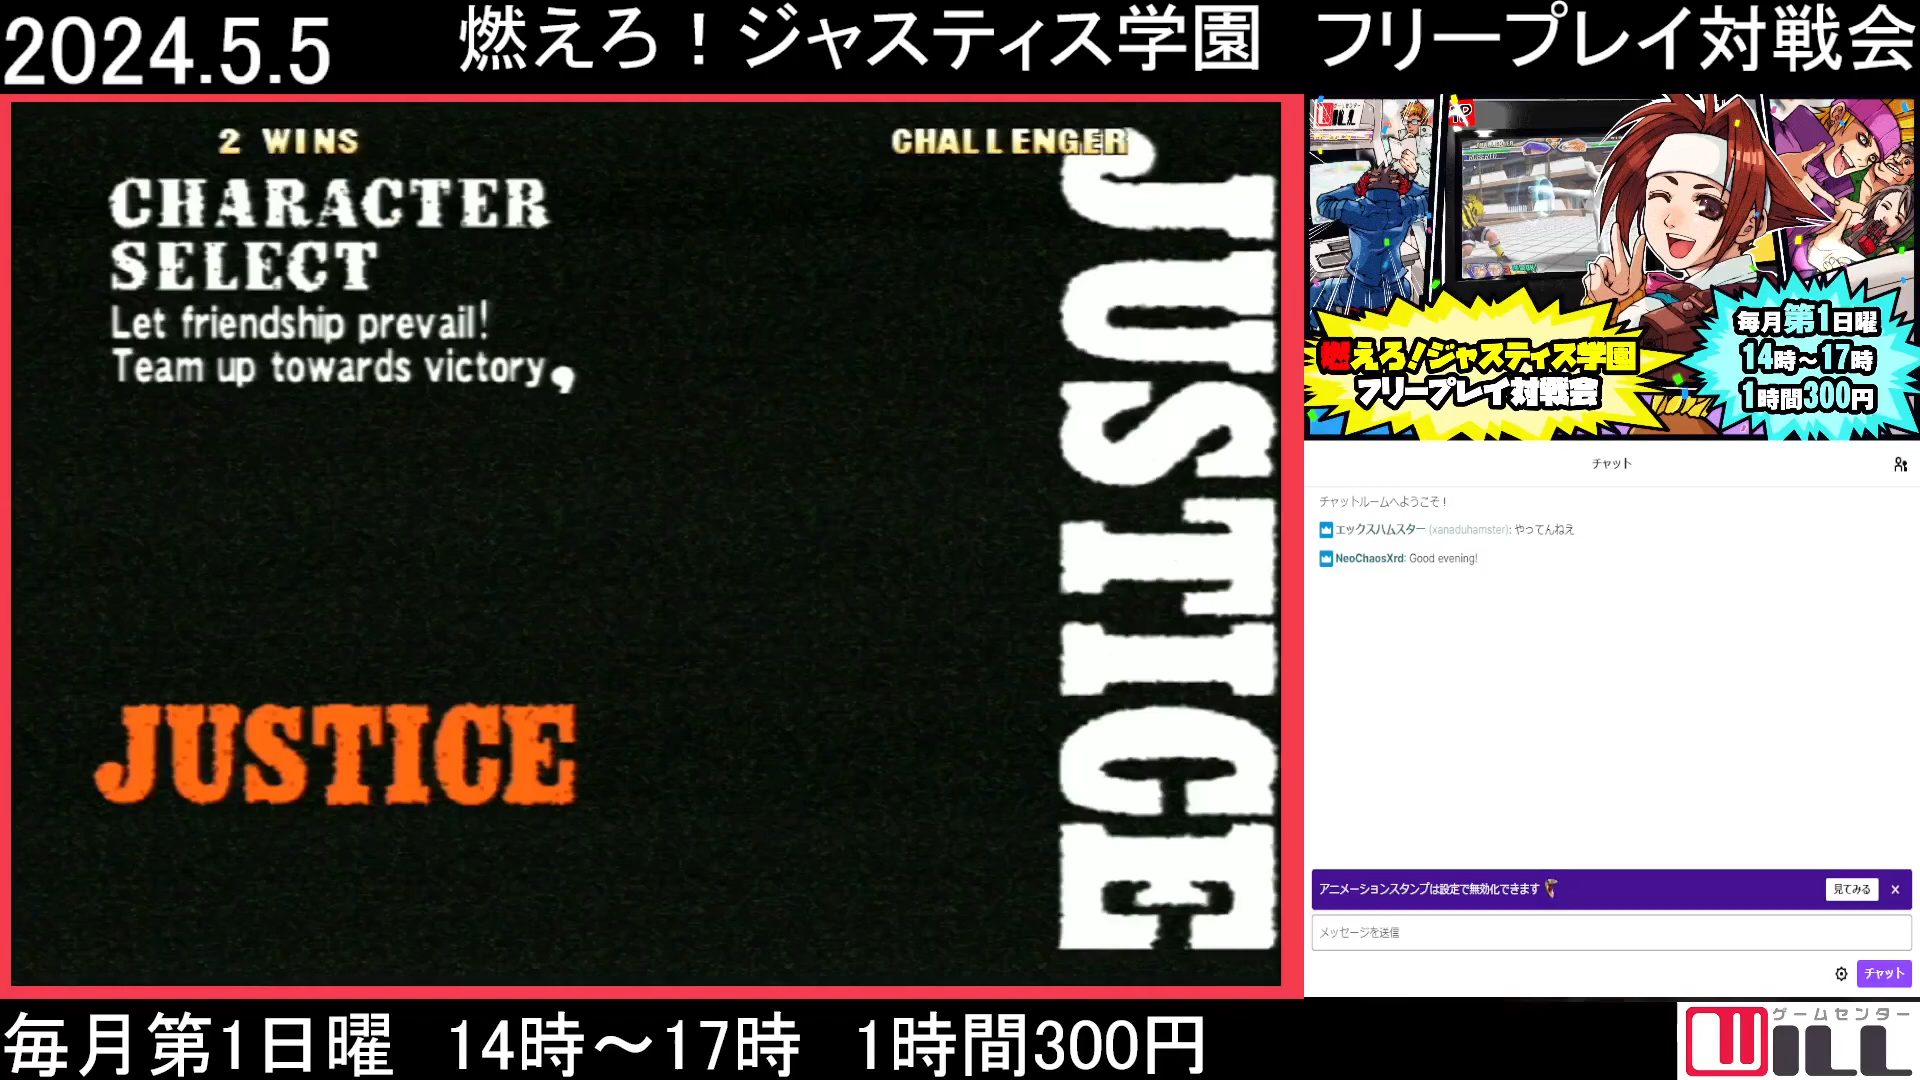 2024.5.5 燃えろ！ジャスティス学園 フリープレイ対戦会
2 WINS
CHALLENGER
CHARACTER
SELECT
Let friendship prevail!
Team up towards victory,
JUSTICE
JUSTICE
ゲームセンター
WILL
燃えろ！ジャスティス学園
フリープレイ対戦会
毎月第1日曜
14時～17時
1時間300円
チャット
チャットルームへようこそ！
エックスハムスター (xanaduhamster): やってんねえ
NeoChaosXrd: Good evening!
アニメーションスタンプは設定で無効化できます
見てみる
メッセージを送信
チャット
毎月第1日曜 14時～17時 1時間300円
ゲームセンター
WILL